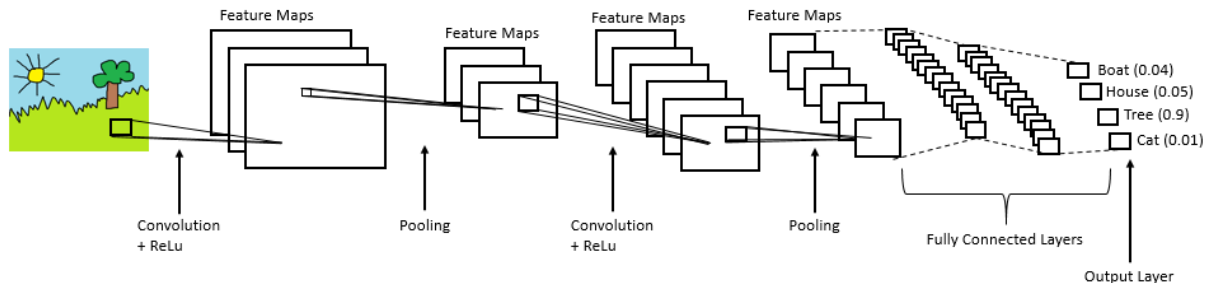 Feature Maps
Feature Maps
Feature Maps
Feature Maps
Boat (0.04)
House (0.05)
Tree (0.9)
Cat (0.01)
Convolution
+ ReLu
Pooling
Convolution
+ ReLu
Pooling
Fully Connected Layers
Output Layer